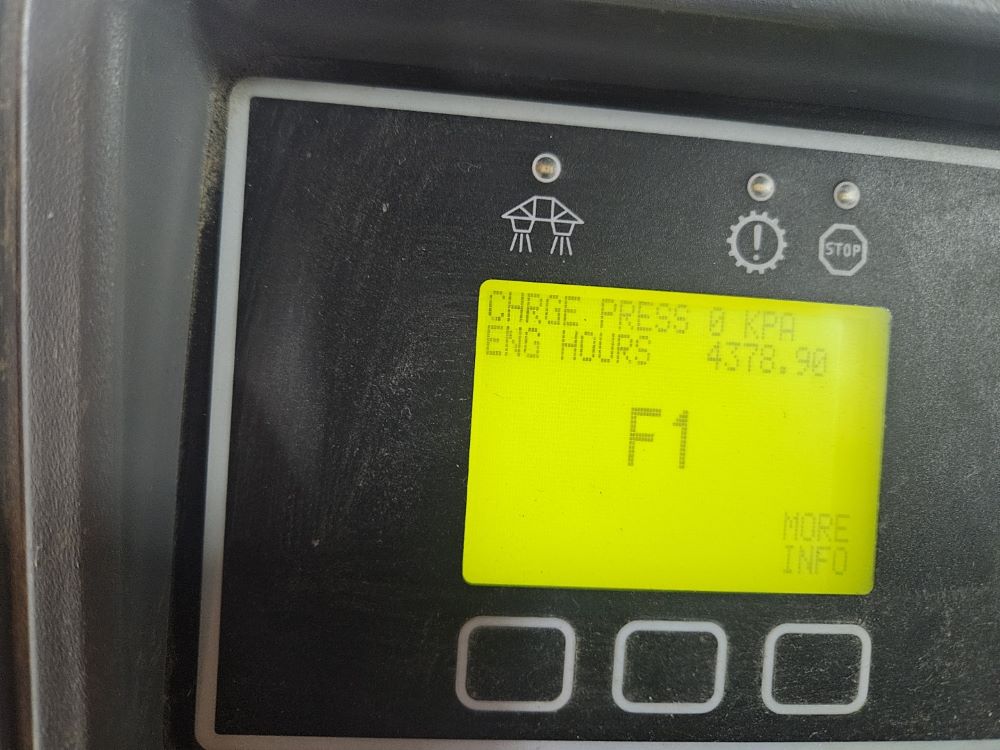 STOP
CHRGE PRESS 0 KPA
ENG HOURS 4378.90
F1
MORE
INFO